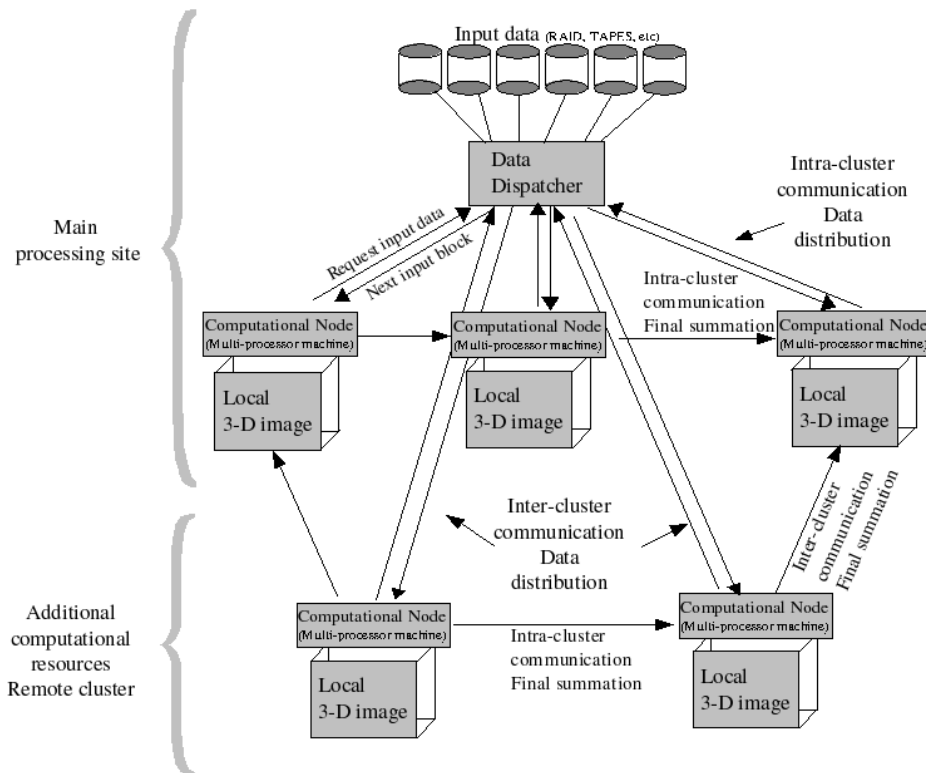 Input data (RAID, TAPES, etc)
Data
Dispatcher
Intra-cluster
communication
Data
distribution
Main
processing site
Request input data
Next input block
Intra-cluster
communication
Final summation
Computational Node
(Multi-processor machine)
Local
3-D image
Computational Node
(Multi-processor machine)
Local
3-D image
Computational Node
(Multi-processor machine)
Local
3-D image
Inter-cluster
communication
Data
distribution
Inter-cluster
communication
Final summation
Additional
computational
resources
Remote cluster
Computational Node
(Multi-processor machine)
Local
3-D image
Intra-cluster
communication
Final summation
Computational Node
(Multi-processor machine)
Local
3-D image